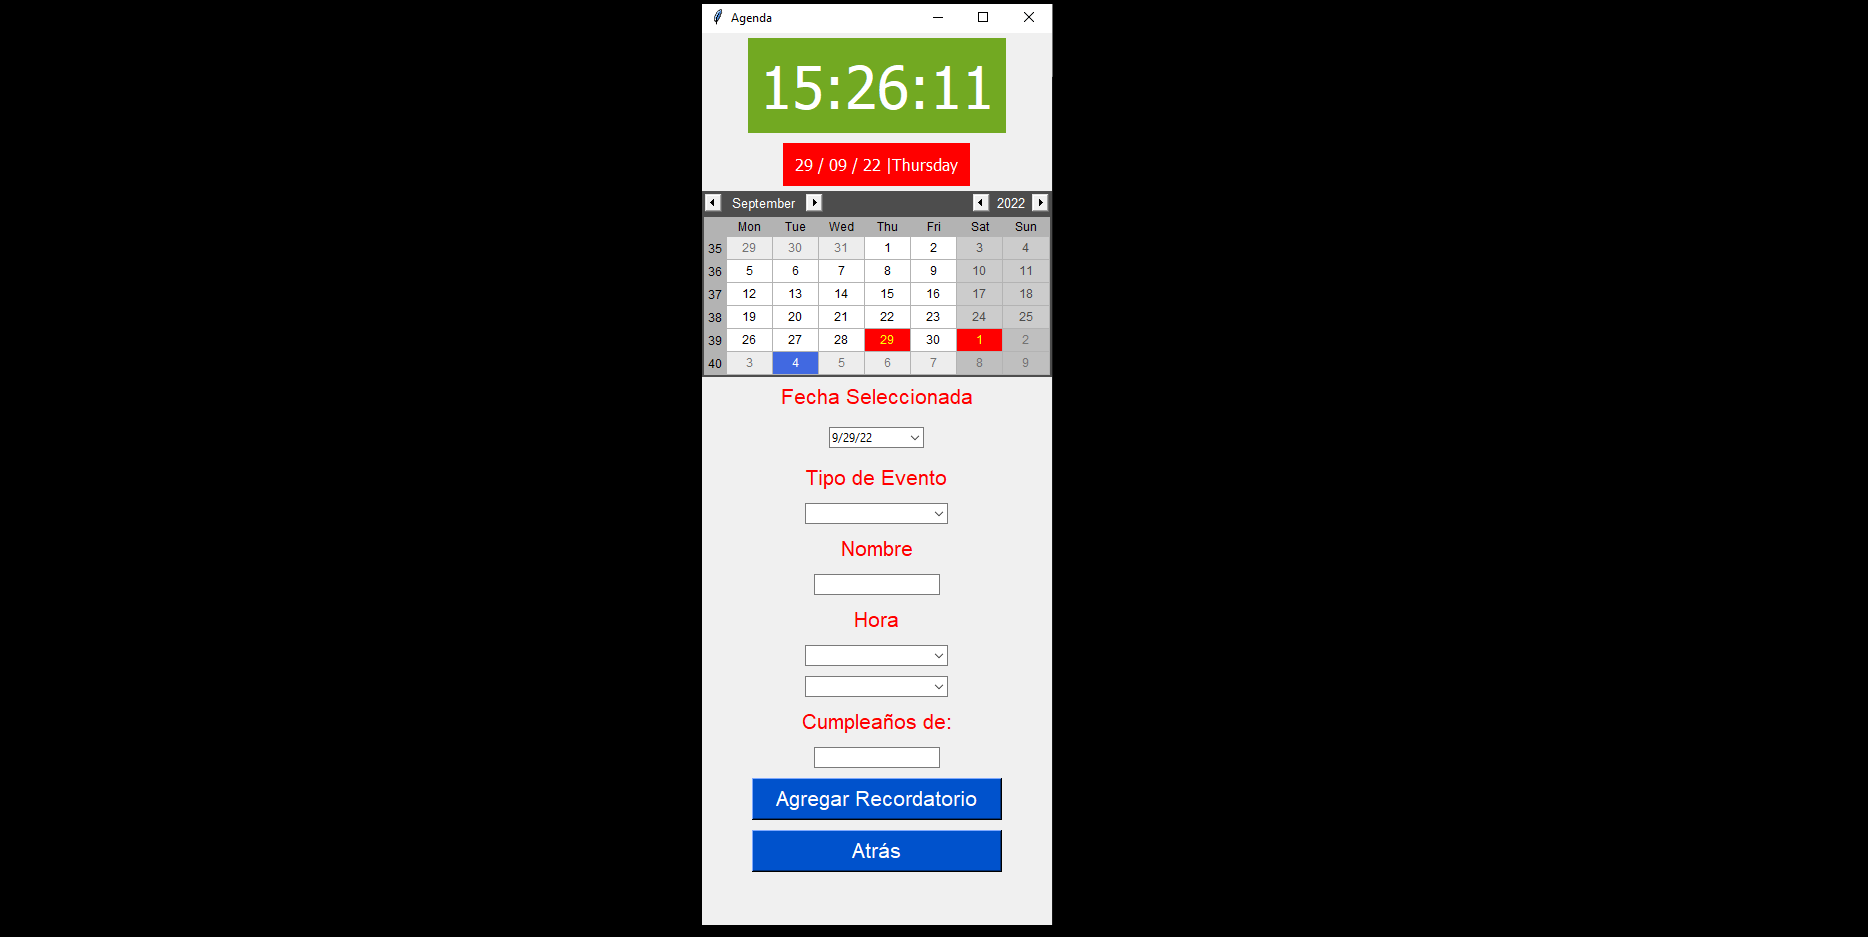 Agenda
15:26:11
29 / 09 / 22 |Thursday
September 2022
Mon Tue Wed Thu Fri Sat Sun
35 29 30 31 1 2 3 4
36 5 6 7 8 9 10 11
37 12 13 14 15 16 17 18
38 19 20 21 22 23 24 25
39 26 27 28 29 30 1 2
40 3 4 5 6 7 8 9
Fecha Seleccionada
9/29/22
Tipo de Evento
Nombre
Hora
Cumpleaños de:
Agregar Recordatorio
Atrás